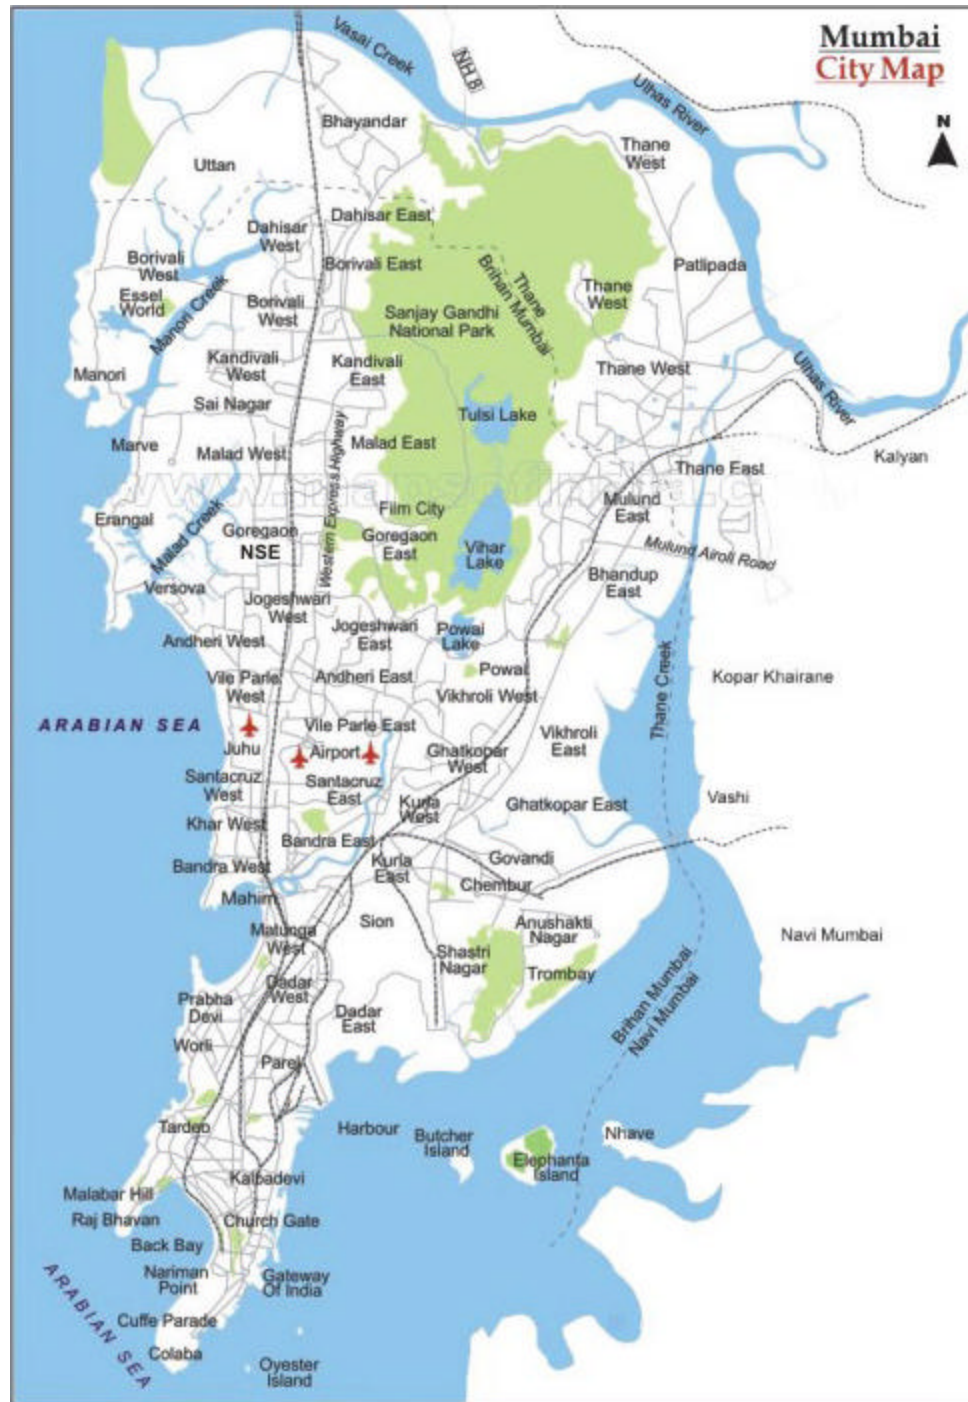 Mumbai
City Map
N
Vasai Creek
NH 8
Ulhas River
Bhayandar
Thane
West
Uttan
Dahisar East
Dahisar
West
Borivali
West
Borivali East
Patlipada
Thane
Brihan Mumbai
Essel
World
Manori Creek
Borivali
West
Sanjay Gandhi
National Park
Thane
West
Kandivali
West
Kandivali
East
Thane West
Ulhas River
Manori
Sai Nagar
Tulsi Lake
Marve
Malad West
Western Express Highway
Malad East
Thane East
Kalyan
Mulund
East
Film City
Erangal
Malad Creek
Goregaon
NSE
Goregaon
East
Vihar
Lake
Mulund Airoli Road
Bhandup
East
Versova
Jogeshwari
West
Jogeshwari
East
Powai
Lake
Andheri West
Thane Creek
Vile Parle
West
Andheri East
Powai
Kopar Khairane
Vikhroli West
ARABIAN SEA
Vile Parle East
Vikhroli
East
Juhu
Airport
Ghatkopar
West
Santacruz
West
Santacruz
East
Kurla
West
Ghatkopar East
Vashi
Khar West
Bandra East
Bandra West
Kurla
East
Govandi
Chembur
Mahim
Sion
Anushakti
Nagar
Matunga
West
Navi Mumbai
Shastri
Nagar
Trombay
Dadar
West
Prabha
Devi
Dadar
East
Brihan Mumbai
Navi Mumbai
Worli
Parel
Tardeo
Harbour
Butcher
Island
Nhave
Elephanta
Island
Kalbadevi
Malabar Hill
Raj Bhavan
Church Gate
Back Bay
Nariman
Point
Gateway
Of India
ARABIAN SEA
Cuffe Parade
Colaba
Oyester
Island